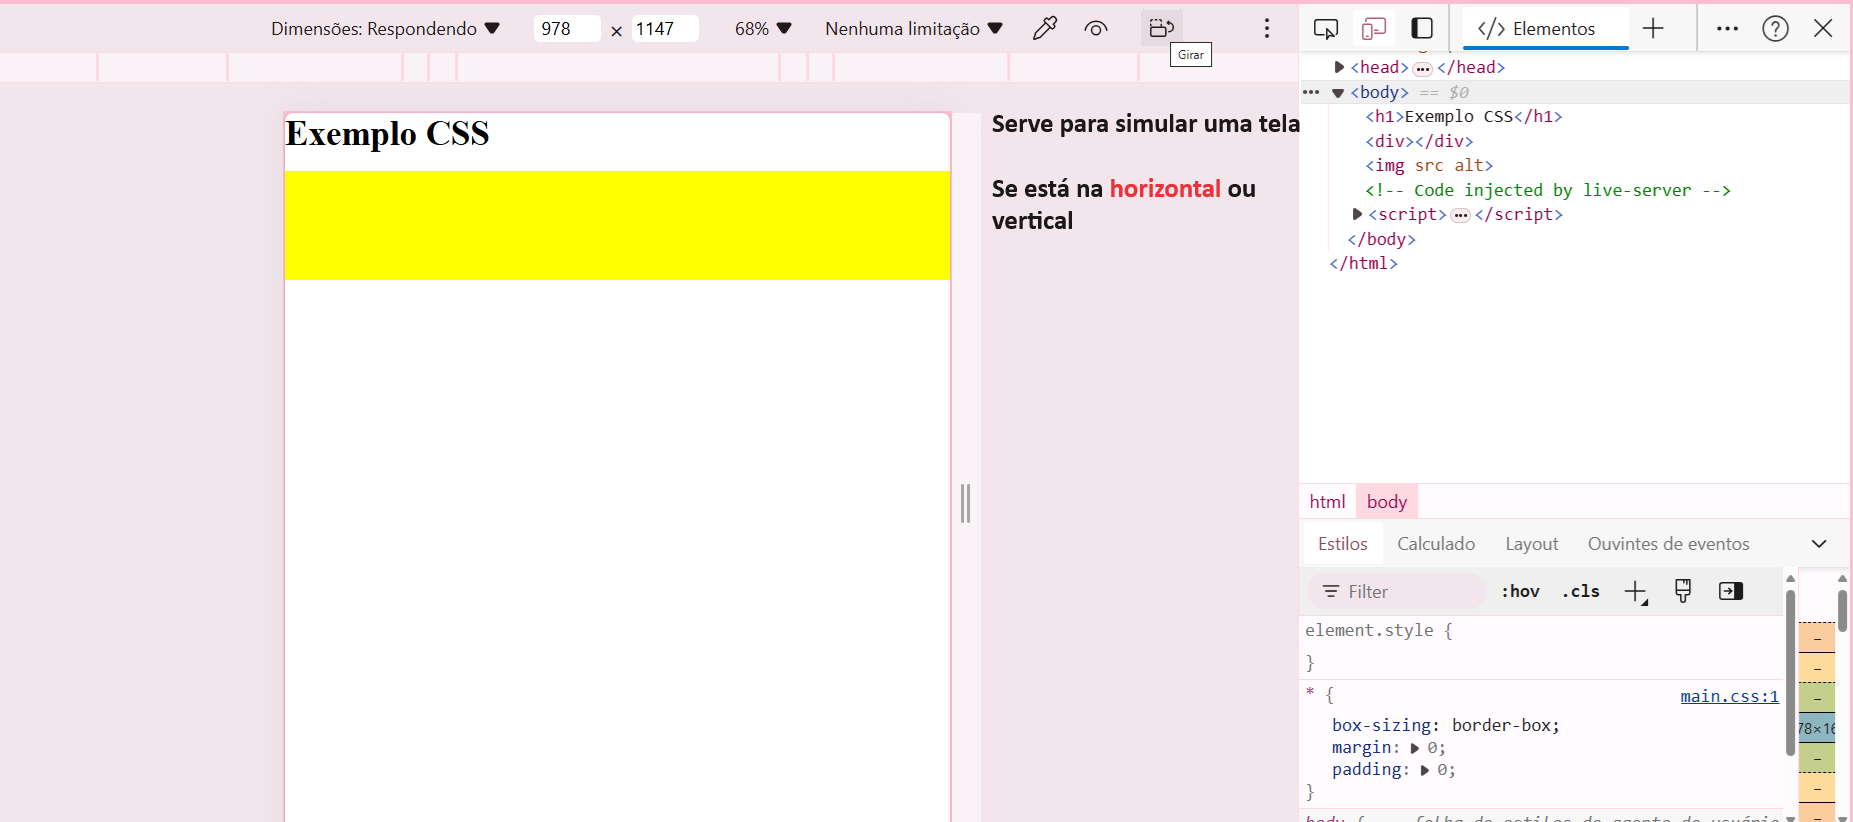 Dimensões: Respondendo 978 × 1147 68% Nenhuma limitação
Girar
Elementos
Exemplo CSS
Serve para simular uma tela
Se está na horizontal ou
vertical
<head> ••• </head>
••• <body> == $0
<h1>Exemplo CSS</h1>
<div></div>
<img src alt>
<!-- Code injected by live-server -->
<script> ••• </script>
</body>
</html>
html body
Estilos Calculado Layout Ouvintes de eventos
Filter :hov .cls
element.style {
}
* { main.css:1
box-sizing: border-box;
margin: 0;
padding: 0;
}
–
–
–
78×16
–
–